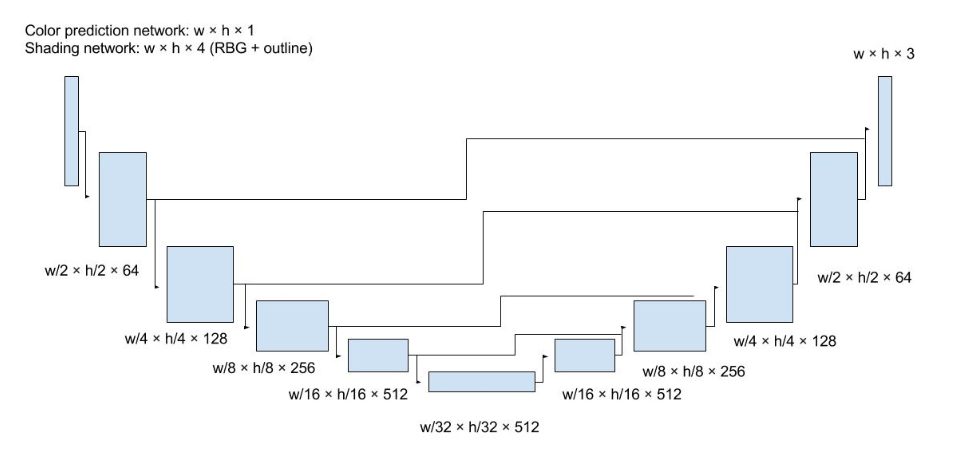 Color prediction network: w × h × 1
Shading network: w × h × 4 (RBG + outline)
w × h × 3
w/2 × h/2 × 64
w/2 × h/2 × 64
w/4 × h/4 × 128
w/4 × h/4 × 128
w/8 × h/8 × 256
w/8 × h/8 × 256
w/16 × h/16 × 512
w/16 × h/16 × 512
w/32 × h/32 × 512